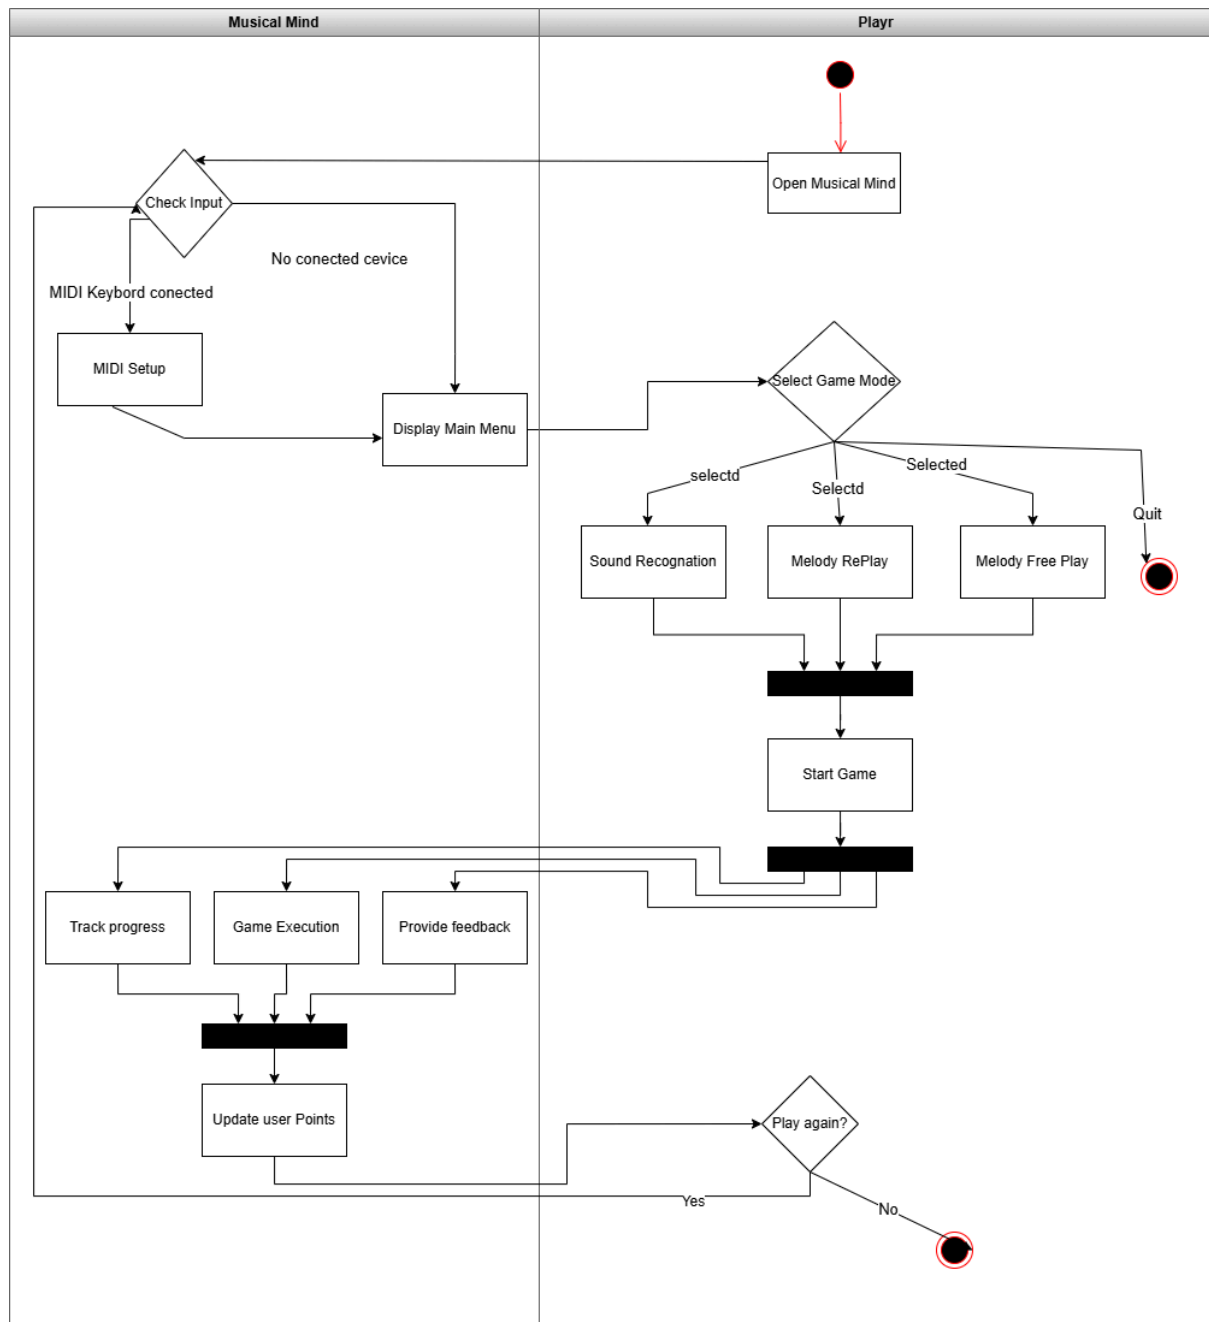 Musical Mind
Playr
Open Musical Mind
Check Input
No conected cevice
MIDI Keybord conected
MIDI Setup
Display Main Menu
Select Game Mode
selectd
Selectd
Selected
Quit
Sound Recognation
Melody RePlay
Melody Free Play
Start Game
Track progress
Game Execution
Provide feedback
Update user Points
Play again?
Yes
No